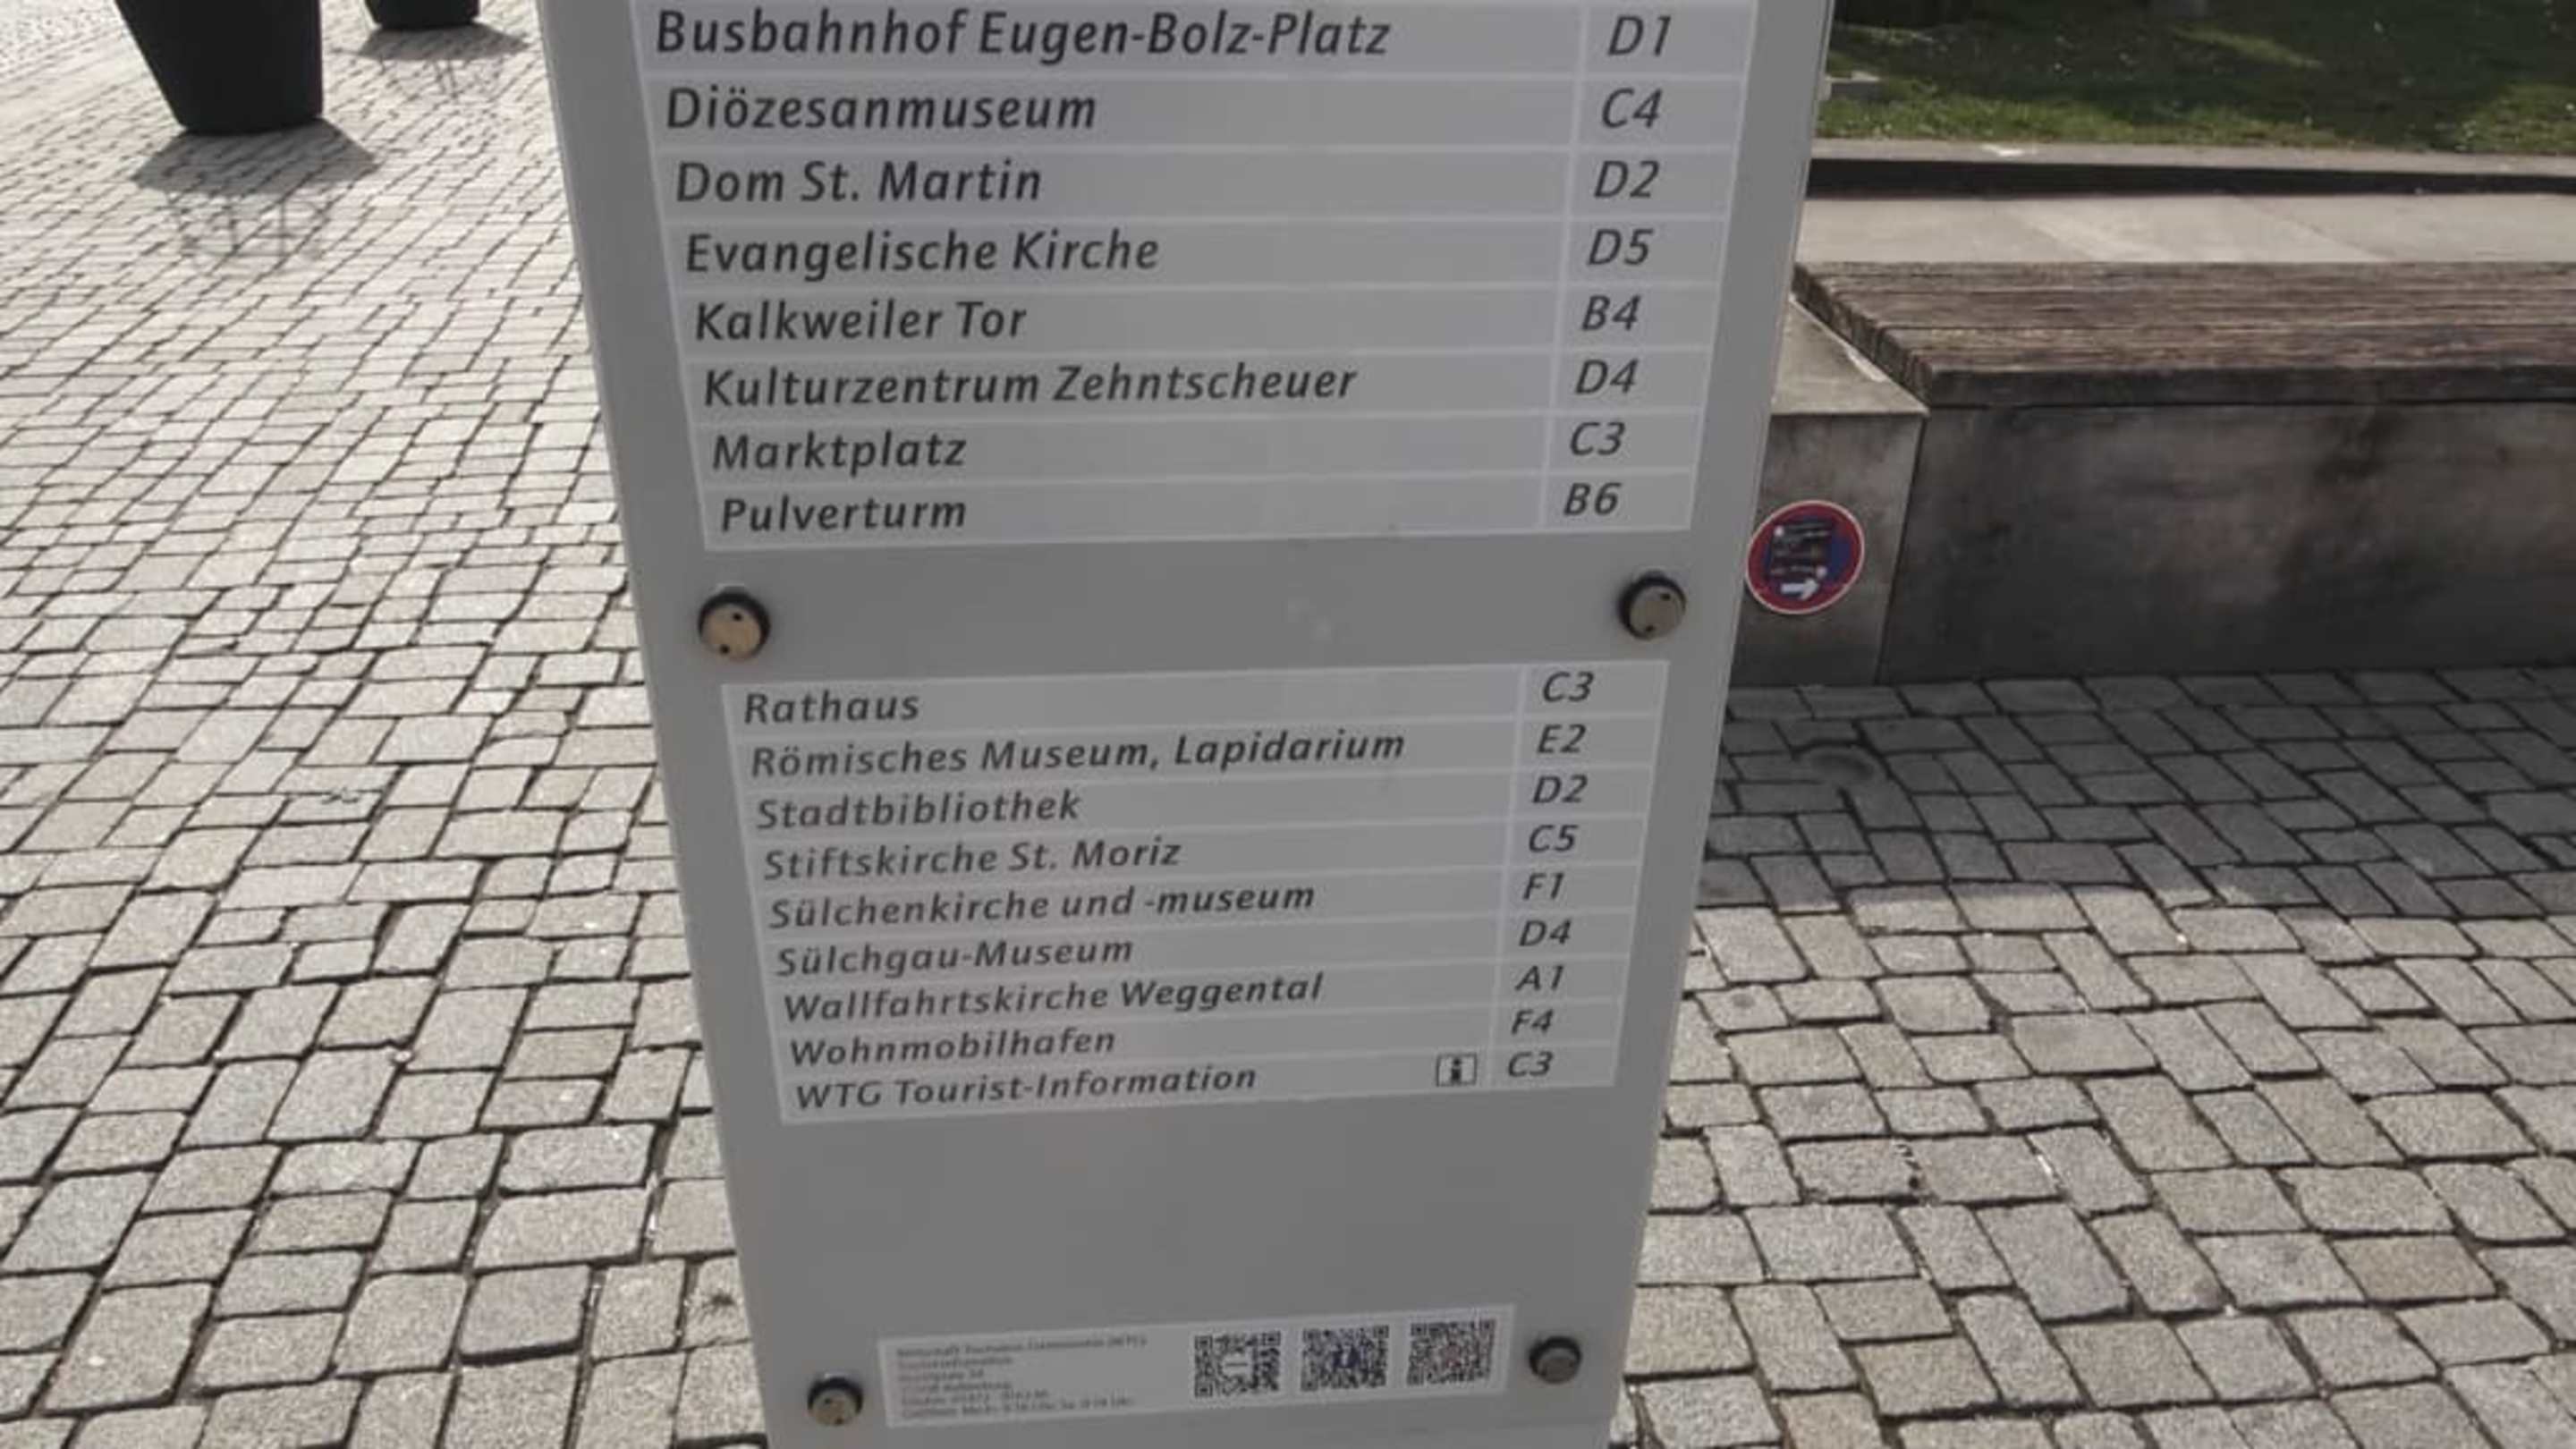 Busbahnhof Eugen-Bolz-Platz D1
Diözesanmuseum C4
Dom St. Martin D2
Evangelische Kirche D5
Kalkweiler Tor B4
Kulturzentrum Zehntscheuer D4
Marktplatz C3
Pulverturm B6
Rathaus C3
Römisches Museum, Lapidarium E2
Stadtbibliothek D2
Stiftskirche St. Moriz C5
Sülchenkirche und -museum F1
Sülchgau-Museum D4
Wallfahrtskirche Weggental A1
Wohnmobilhafen F4
WTG Tourist-Information i C3